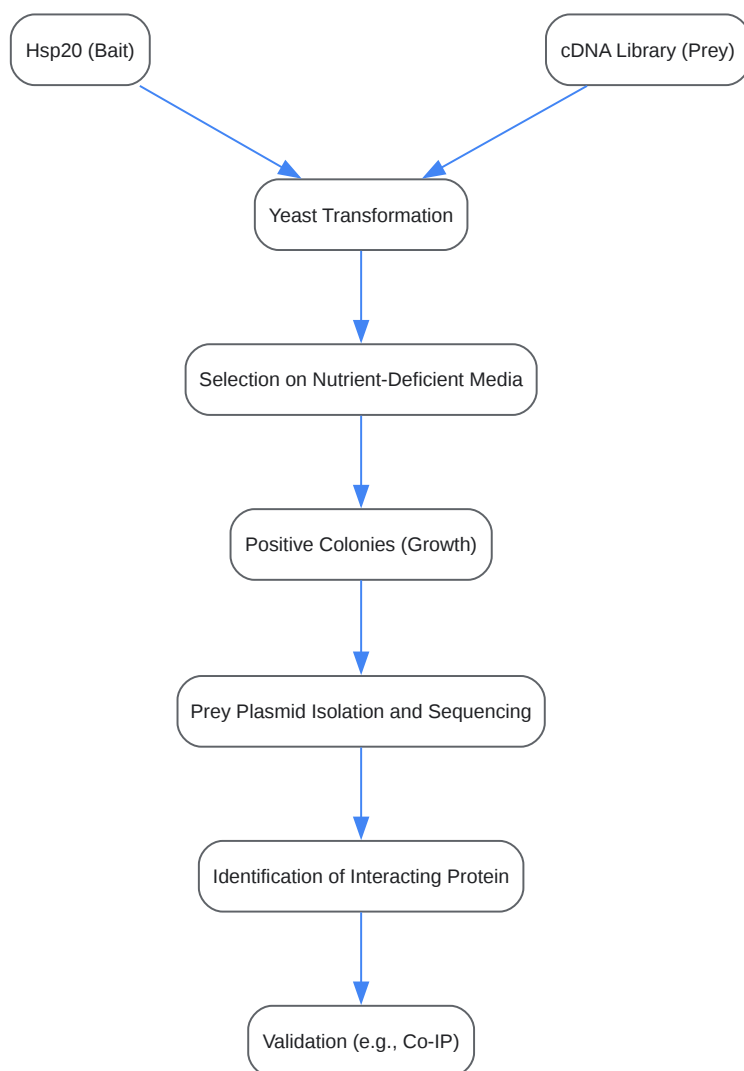 Hsp20 (Bait)
cDNA Library (Prey)
Yeast Transformation
Selection on Nutrient-Deficient Media
Positive Colonies (Growth)
Prey Plasmid Isolation and Sequencing
Identification of Interacting Protein
Validation (e.g., Co-IP)